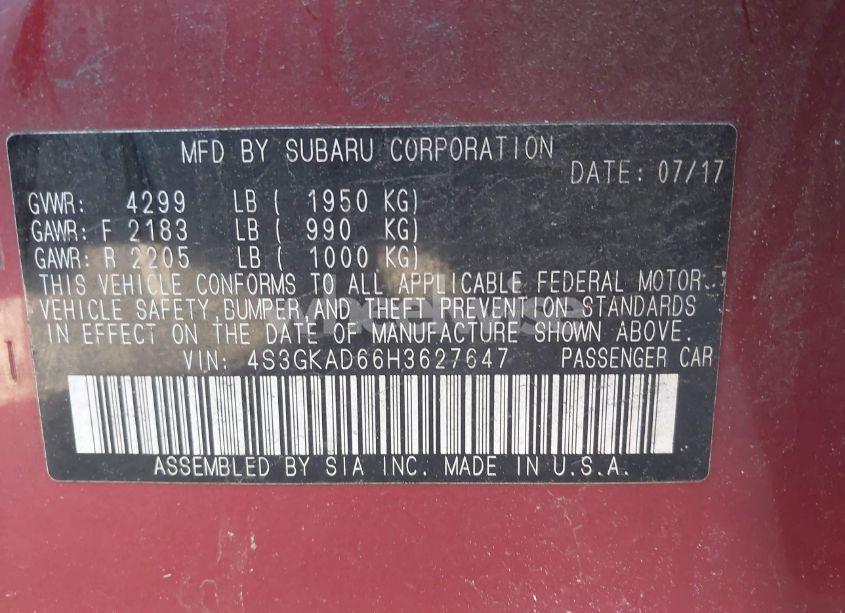 MFD BY SUBARU CORPORATION
DATE: 07/17
GVWR: 4299 LB ( 1950 KG)
GAWR: F 2183 LB ( 990 KG)
GAWR: R 2205 LB ( 1000 KG)
THIS VEHICLE CONFORMS TO ALL APPLICABLE FEDERAL MOTOR
VEHICLE SAFETY, BUMPER, AND THEFT PREVENTION STANDARDS
IN EFFECT ON THE DATE OF MANUFACTURE SHOWN ABOVE.
VIN: 4S3GKAD66H3627647 PASSENGER CAR
ASSEMBLED BY SIA INC. MADE IN U.S.A.